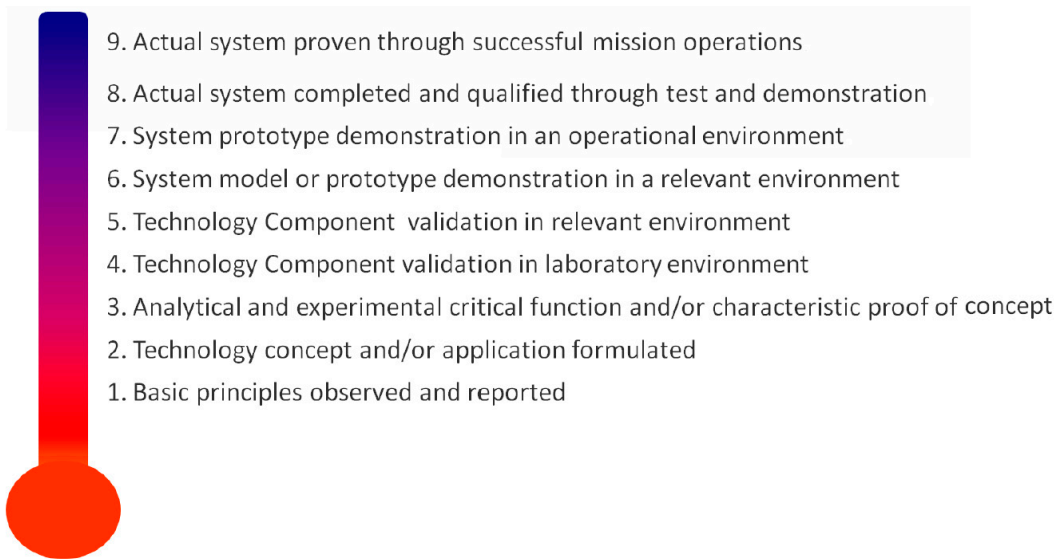 9. Actual system proven through successful mission operations
8. Actual system completed and qualified through test and demonstration
7. System prototype demonstration in an operational environment
6. System model or prototype demonstration in a relevant environment
5. Technology Component validation in relevant environment
4. Technology Component validation in laboratory environment
3. Analytical and experimental critical function and/or characteristic proof of concept
2. Technology concept and/or application formulated
1. Basic principles observed and reported